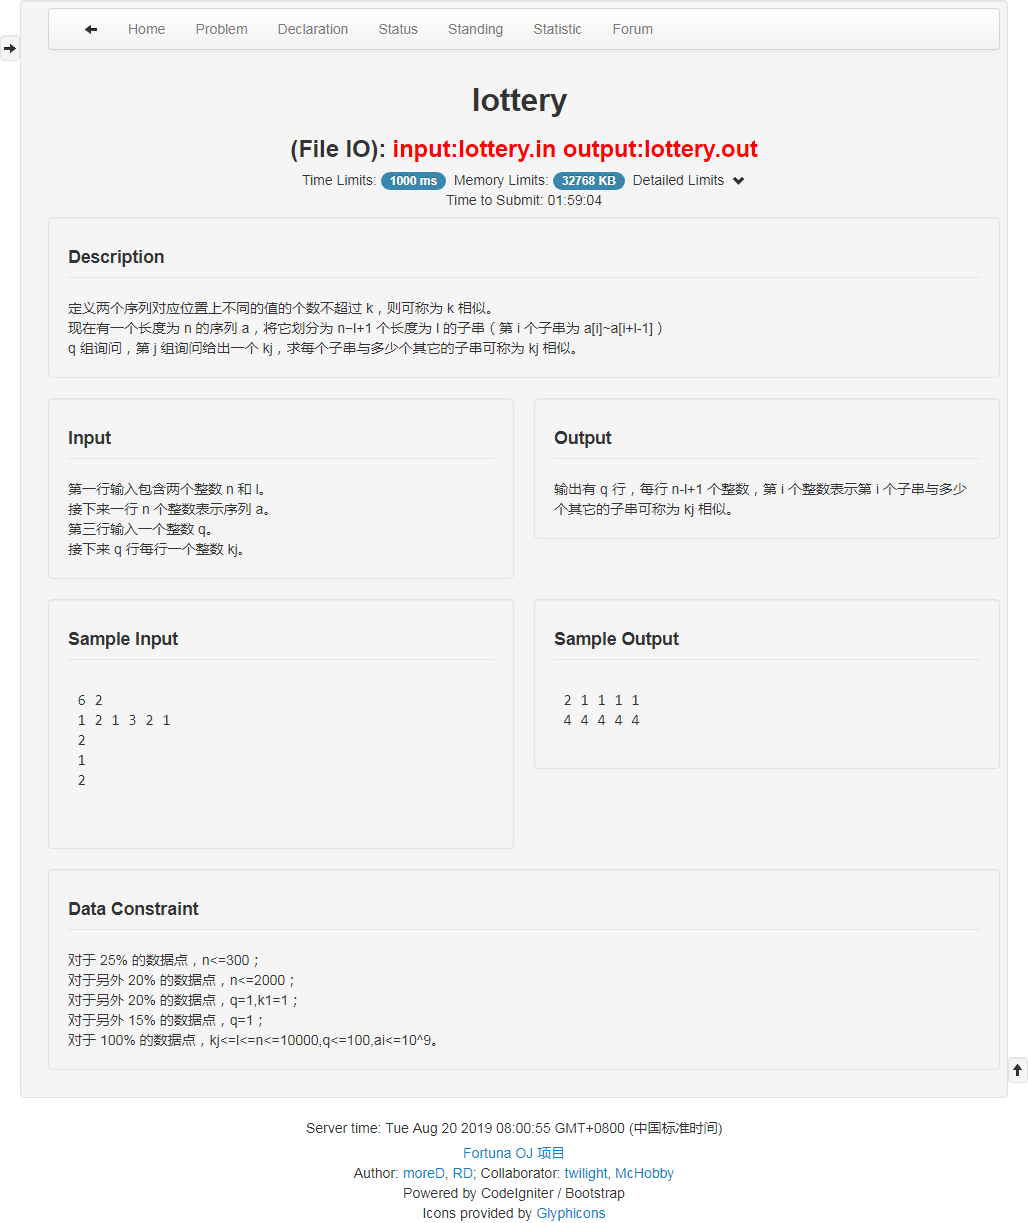 Home Problem Declaration Status Standing Statistic Forum
lottery
(File IO): input:lottery.in output:lottery.out
Time Limits: 1000 ms Memory Limits: 32768 KB Detailed Limits
Time to Submit: 01:59:04
Description
定义两个序列对应位置上不同的值的个数不超过 k，则可称为 k 相似。
现在有一个长度为 n 的序列 a，将它划分为 n−l+1 个长度为 l 的子串（第 i 个子串为 a[i]~a[i+l-1]）
q 组询问，第 j 组询问给出一个 kj，求每个子串与多少个其它的子串可称为 kj 相似。
Input
第一行输入包含两个整数 n 和 l。
接下来一行 n 个整数表示序列 a。
第三行输入一个整数 q。
接下来 q 行每行一个整数 kj。
Output
输出有 q 行，每行 n-l+1 个整数，第 i 个整数表示第 i 个子串与多少
个其它的子串可称为 kj 相似。
Sample Input
6 2
1 2 1 3 2 1
2
1
2
Sample Output
2 1 1 1 1
4 4 4 4 4
Data Constraint
对于 25% 的数据点，n<=300；
对于另外 20% 的数据点，n<=2000；
对于另外 20% 的数据点，q=1,k1=1；
对于另外 15% 的数据点，q=1；
对于 100% 的数据点，kj<=l<=n<=10000,q<=100,ai<=10^9。
Server time: Tue Aug 20 2019 08:00:55 GMT+0800 (中国标准时间)
Fortuna OJ 项目
Author: moreD, RD; Collaborator: twilight, McHobby
Powered by CodeIgniter / Bootstrap
Icons provided by Glyphicons